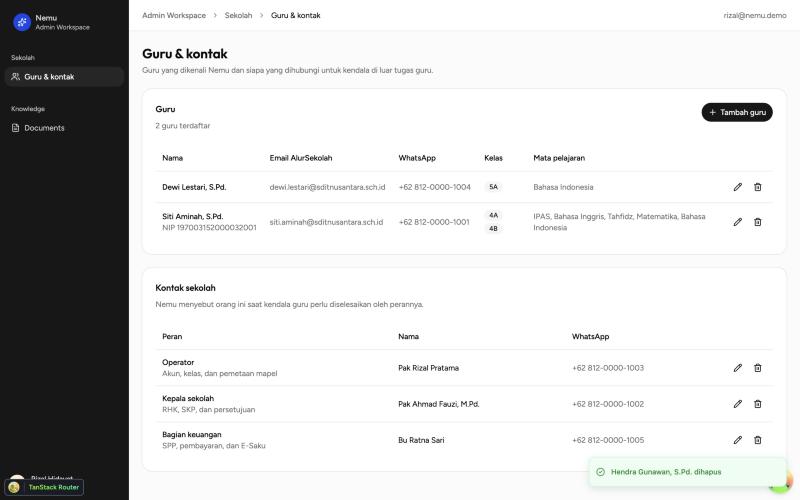 Nemu
Admin Workspace
Sekolah
Guru & kontak
Knowledge
Documents
TanStack Router
Admin Workspace > Sekolah > Guru & kontak
rizal@nemu.demo
Guru & kontak
Guru yang dikenali Nemu dan siapa yang dihubungi untuk kendala di luar tugas guru.
Guru
2 guru terdaftar
+ Tambah guru
Nama Email AlurSekolah WhatsApp Kelas Mata pelajaran
Dewi Lestari, S.Pd. dewi.lestari@sditnusantara.sch.id +62 812-0000-1004 5A Bahasa Indonesia
Siti Aminah, S.Pd. siti.aminah@sditnusantara.sch.id +62 812-0000-1001 4A IPAS, Bahasa Inggris, Tahfidz, Matematika, Bahasa
NIP 197003152000032001 4B Indonesia
Kontak sekolah
Nemu menyebut orang ini saat kendala guru perlu diselesaikan oleh perannya.
Peran Nama WhatsApp
Operator
Akun, kelas, dan pemetaan mapel
Pak Rizal Pratama +62 812-0000-1003
Kepala sekolah
RHK, SKP, dan persetujuan
Pak Ahmad Fauzi, M.Pd. +62 812-0000-1002
Bagian keuangan
SPP, pembayaran, dan E-Saku
Bu Ratna Sari +62 812-0000-1005
Hendra Gunawan, S.Pd. dihapus